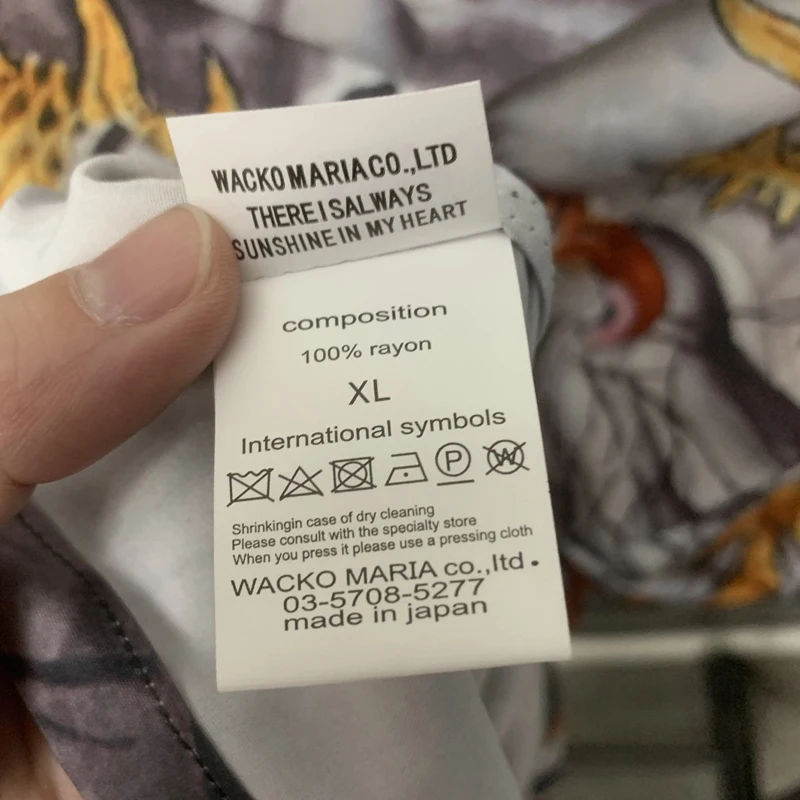 WACKO MARIA CO.,LTD
THERE IS ALWAYS
SUNSHINE IN MY HEART
composition
100% rayon
XL
International symbols
P W
Shrinkingin case of dry cleaning
Please consult with the specialty store
When you press it please use a pressing cloth
WACKO MARIA co.,ltd.
03-5708-5277
made in japan